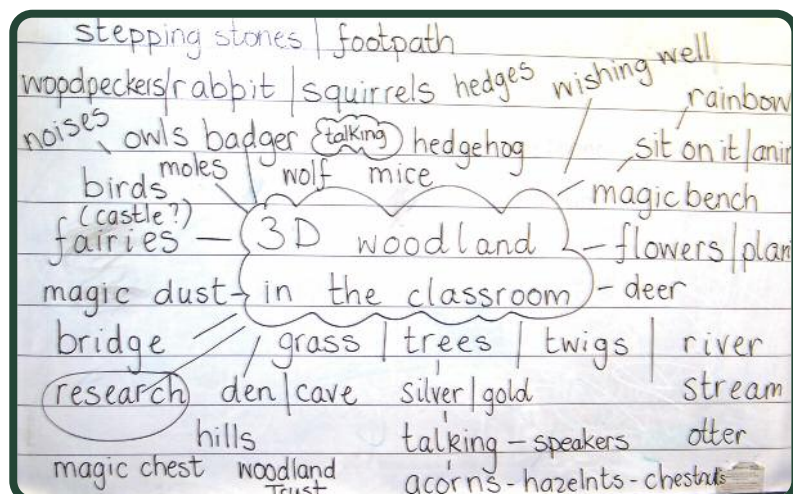 stepping stones | footpath
woodpeckers/rabbit | squirrels hedges wishing well
rainbow
noises owls badger talking hedgehog sit on it | anim
birds moles wolf mice magic bench
(castle?)
fairies — 3D woodland — flowers | plan
magic dust — in the classroom — deer
bridge grass | trees | twigs | river
research den | cave silver | gold stream
hills talking – speakers otter
magic chest woodland
Trust acorns - hazelnts - chestnuts